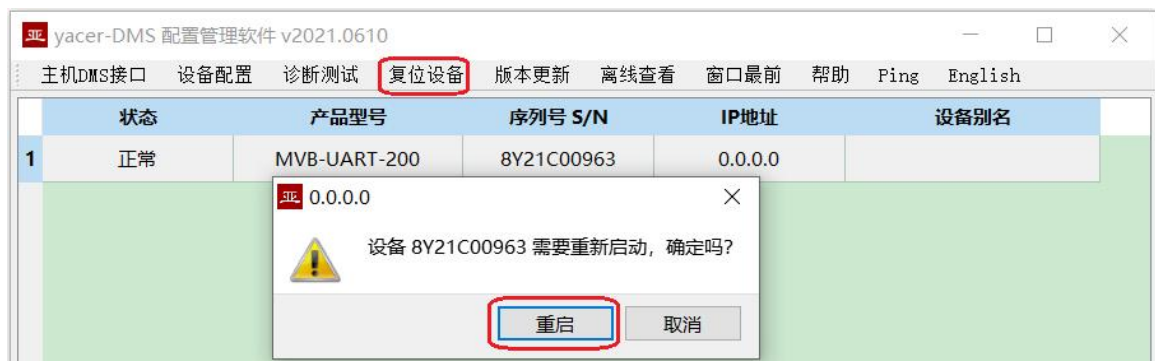 亚 yacer-DMS 配置管理软件 v2021.0610
主机DMS接口 设备配置 诊断测试 复位设备 版本更新 离线查看 窗口最前 帮助 Ping English
状态 产品型号 序列号 S/N IP地址 设备别名
1 正常 MVB-UART-200 8Y21C00963 0.0.0.0
亚 0.0.0.0
设备 8Y21C00963 需要重新启动，确定吗?
重启 取消